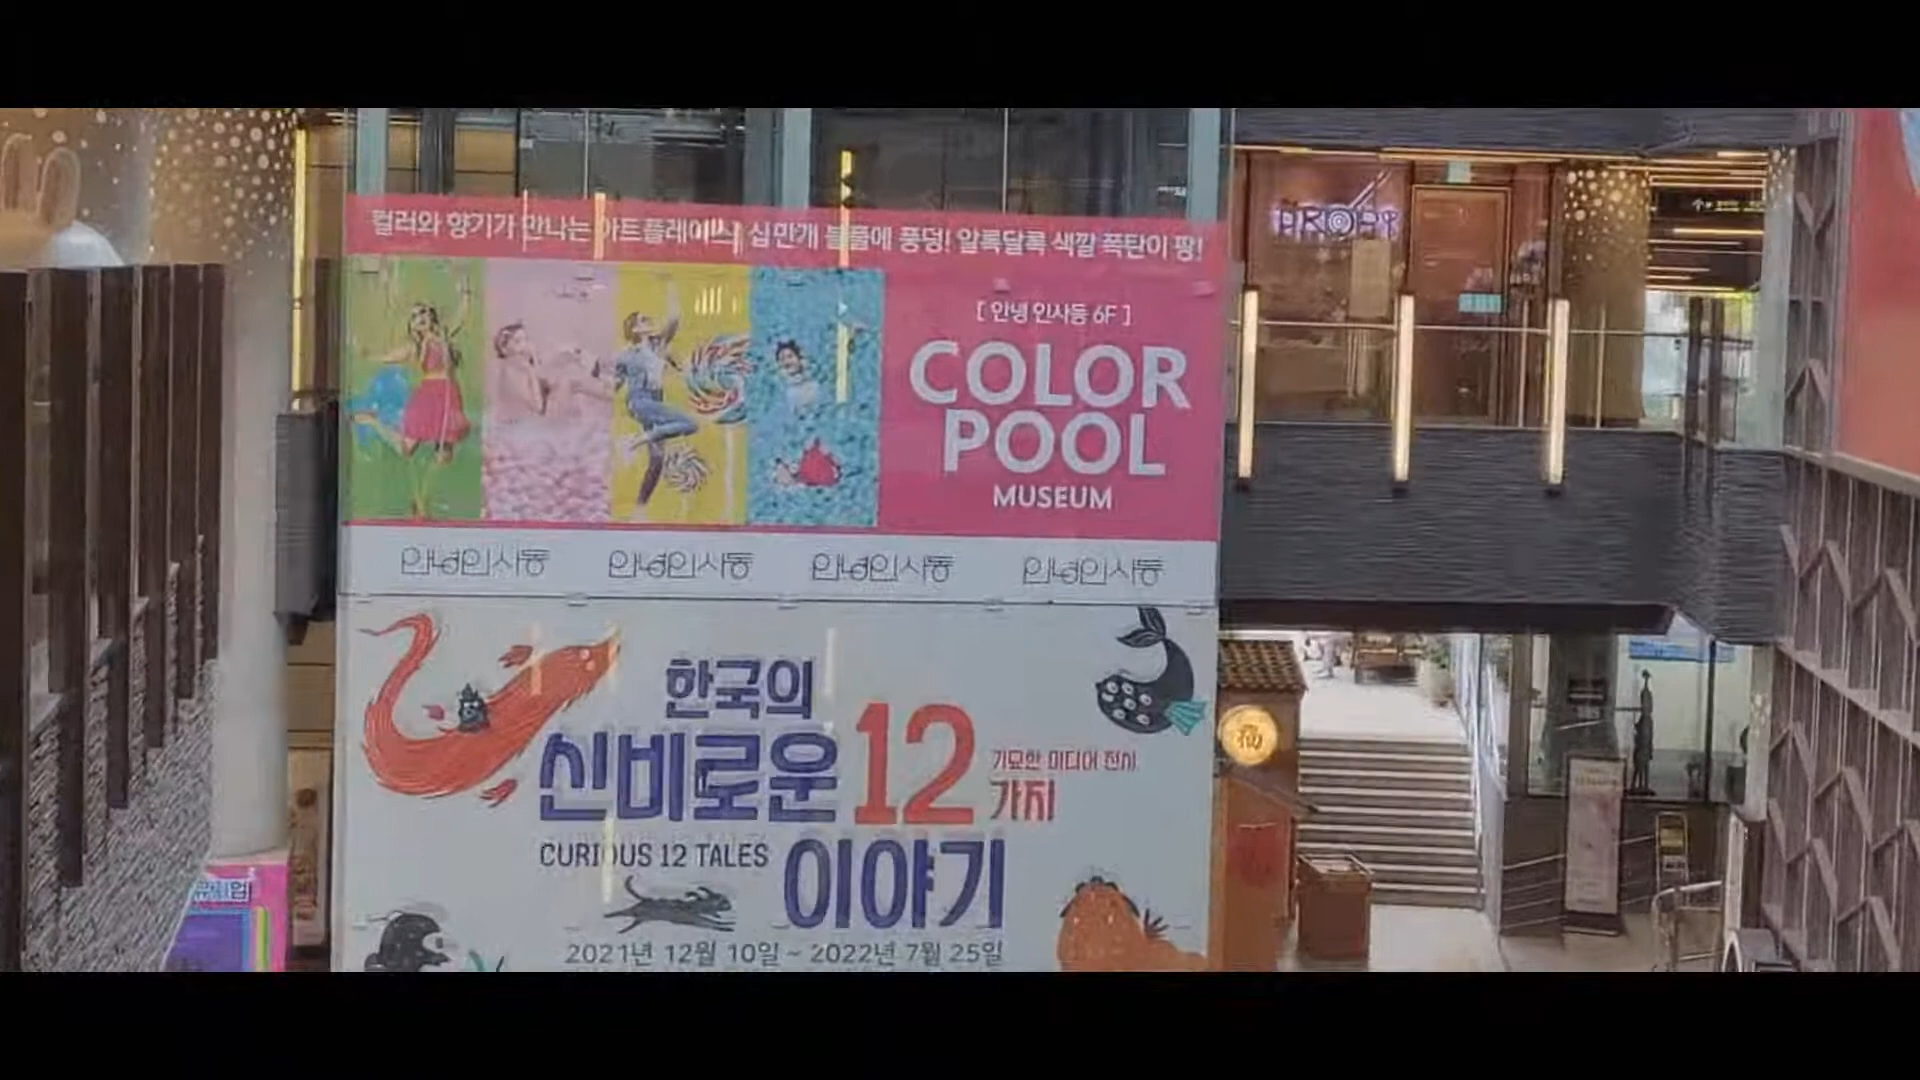 컬러와 향기가 만나는 아트플레이스! 십만개 볼풀에 풍덩! 알록달록 색깔 폭탄이 팡!
[ 안녕 인사동 6F ]
COLOR
POOL
MUSEUM
안녕인사동 안녕인사동 안녕인사동 안녕인사동
한국의
신비로운 12 가지
기묘한 미디어 전시
CURIOUS 12 TALES 이야기
2021년 12월 10일 ~ 2022년 7월 25일
福